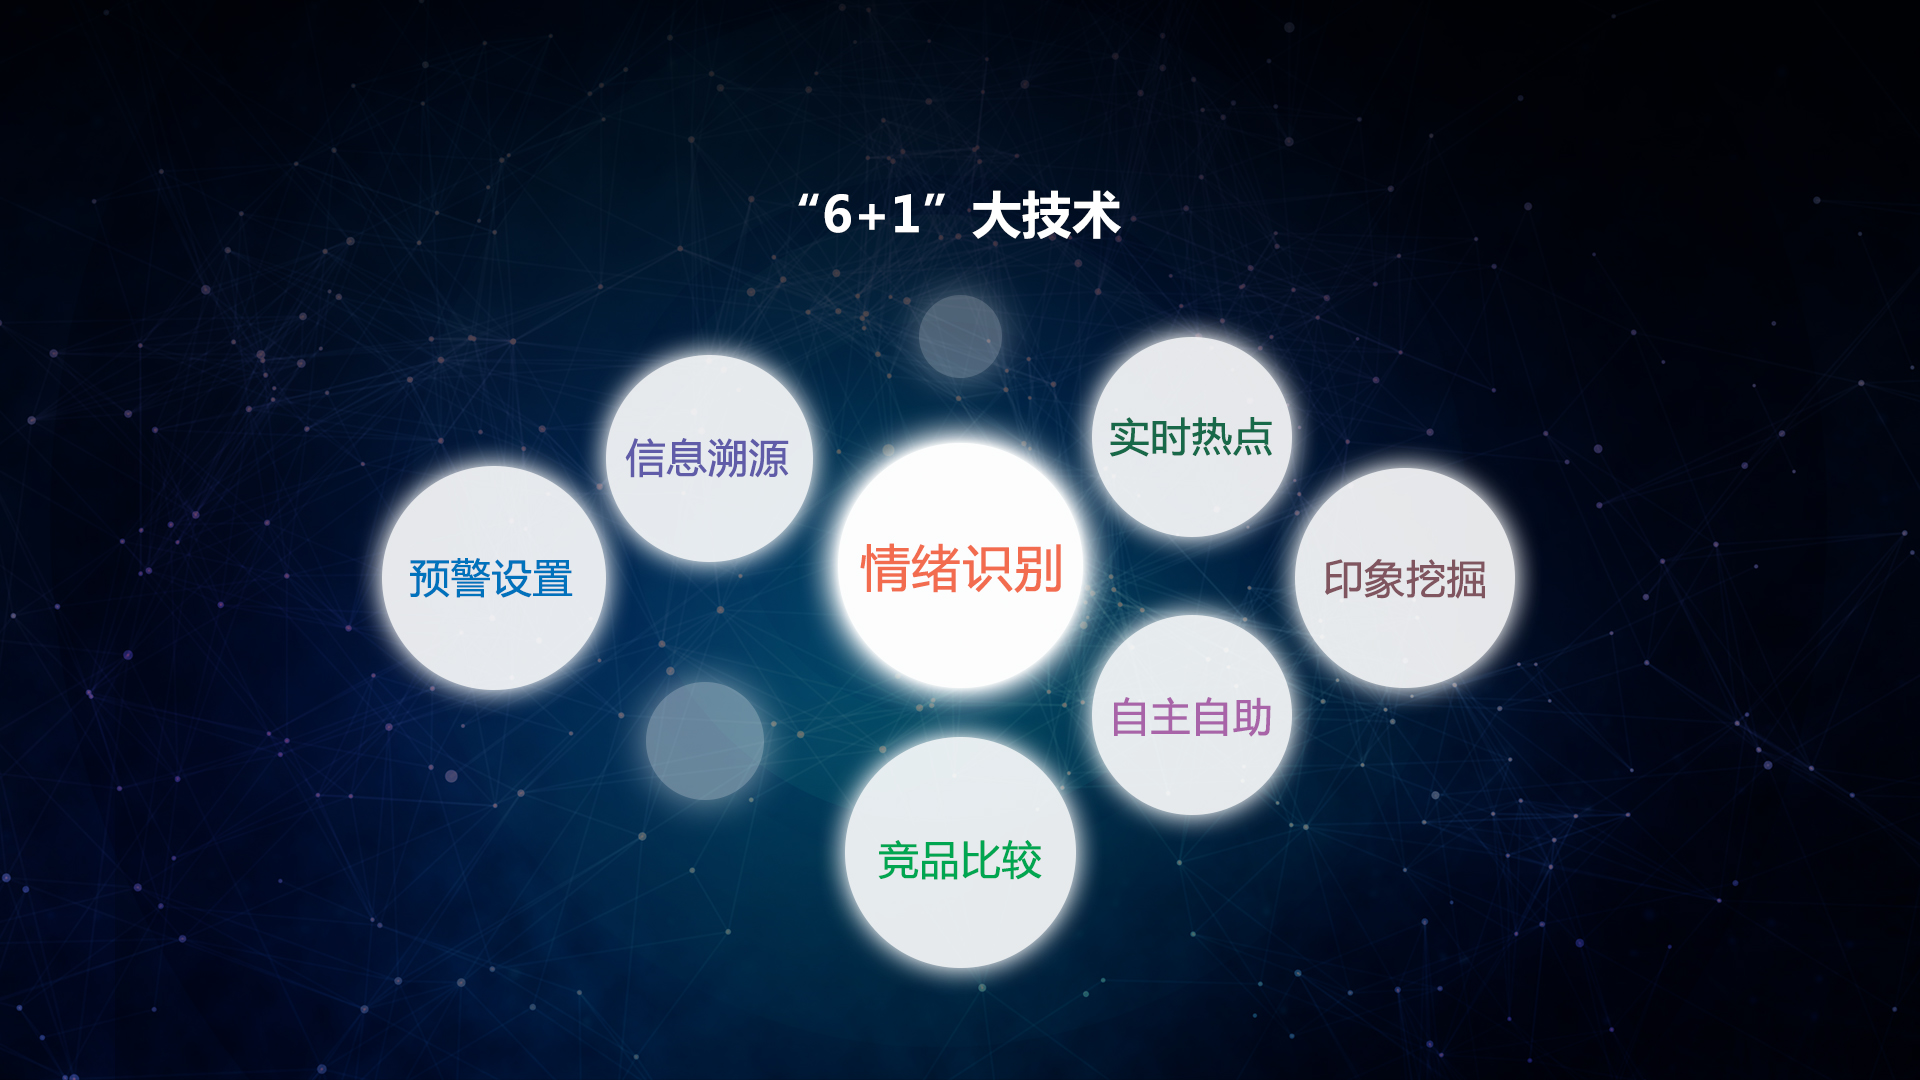 “6+1”大技术
实时热点
信息溯源
情绪识别
预警设置
印象挖掘
自主自助
竞品比较